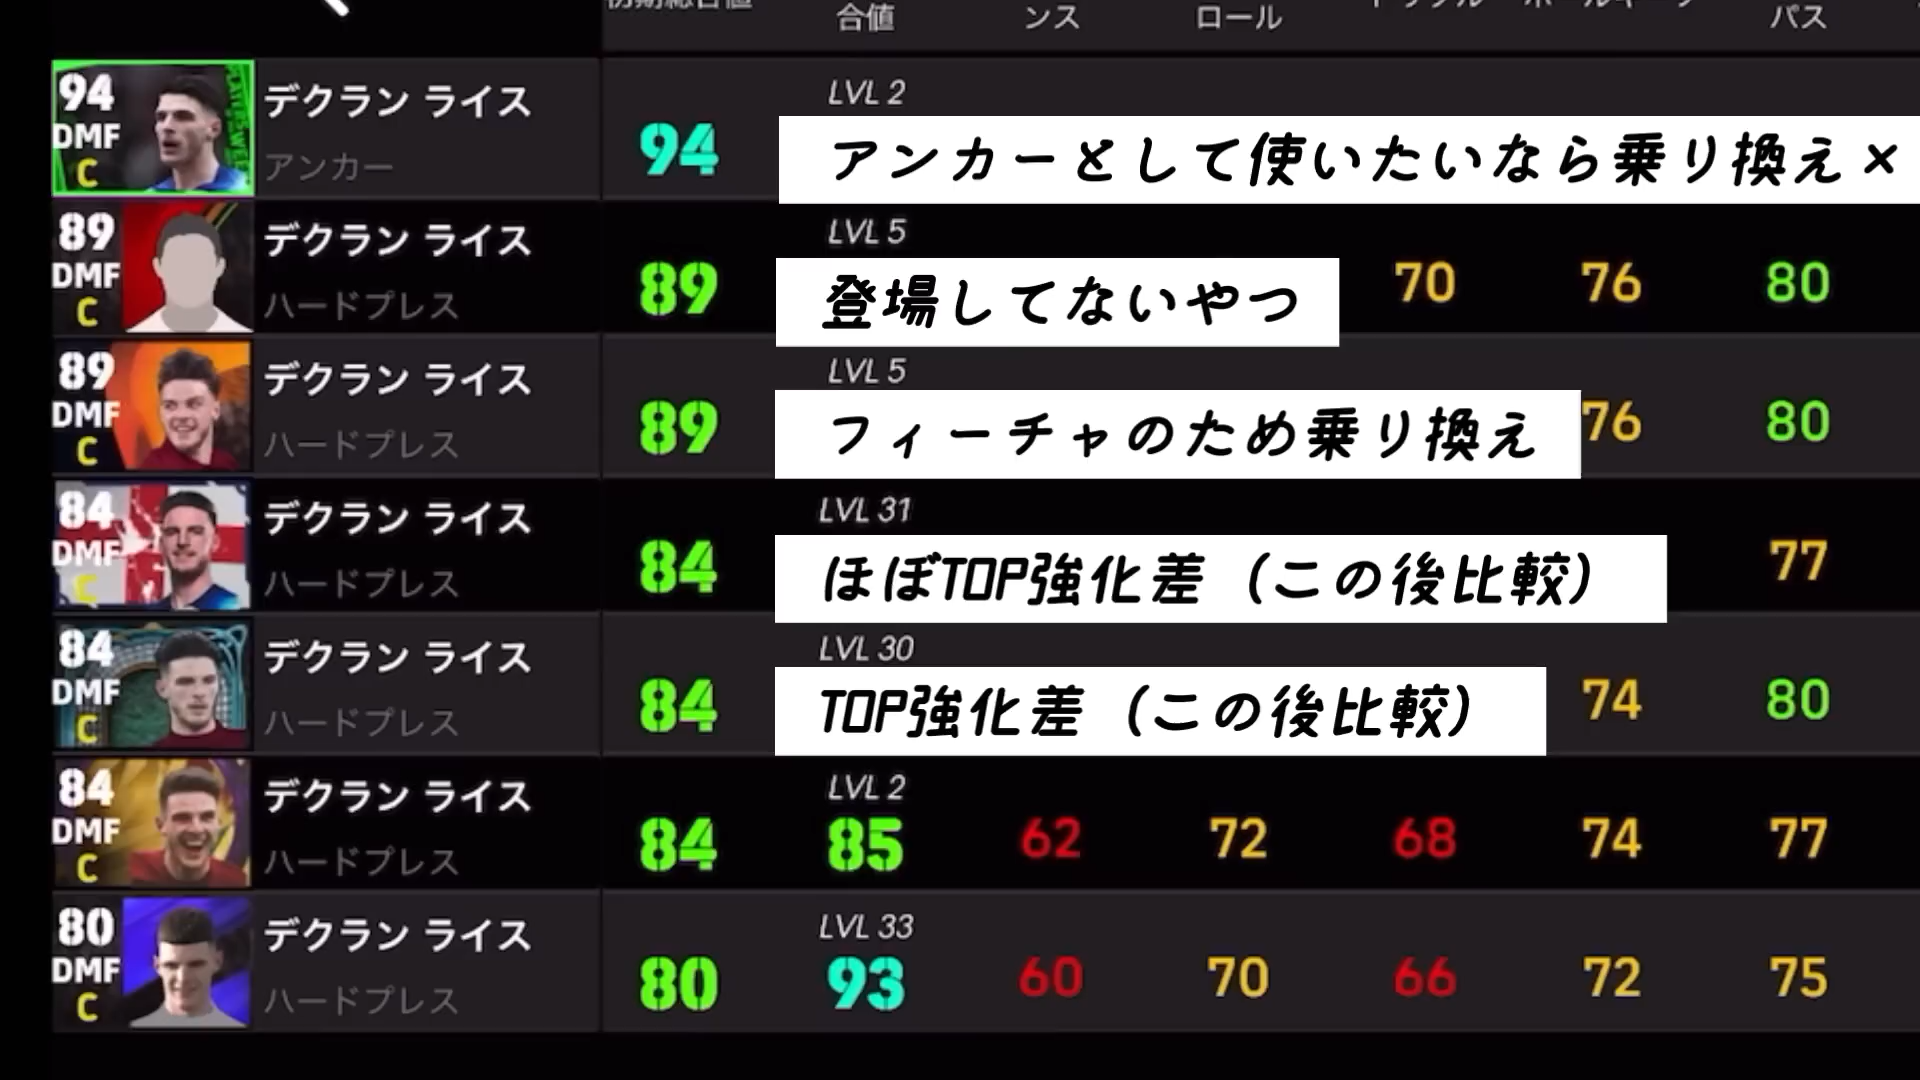 合値 ンス ロール パス
94 DMF C デクラン ライス アンカー 94 LVL 2
アンカーとして使いたいなら乗り換え×
89 DMF C デクラン ライス ハードプレス 89 LVL 5 70 76 80
登場してないやつ
89 DMF C デクラン ライス ハードプレス 89 LVL 5 76 80
フィーチャのため乗り換え
84 DMF C デクラン ライス ハードプレス 84 LVL 31 77
ほぼTOP強化差（この後比較）
84 DMF C デクラン ライス ハードプレス 84 LVL 30 74 80
TOP強化差（この後比較）
84 DMF C デクラン ライス ハードプレス 84 LVL 2 85 62 72 68 74 77
80 DMF C デクラン ライス ハードプレス 80 LVL 33 93 60 70 66 72 75